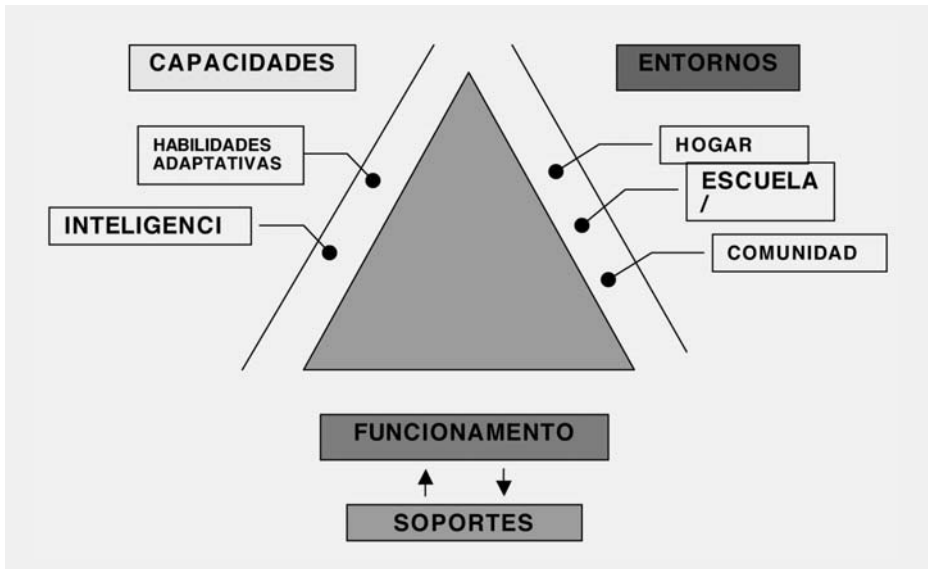 CAPACIDADES
ENTORNOS
HABILIDADES
ADAPTATIVAS
INTELIGENCI
HOGAR
ESCUELA
/
COMUNIDAD
FUNCIONAMENTO
SOPORTES